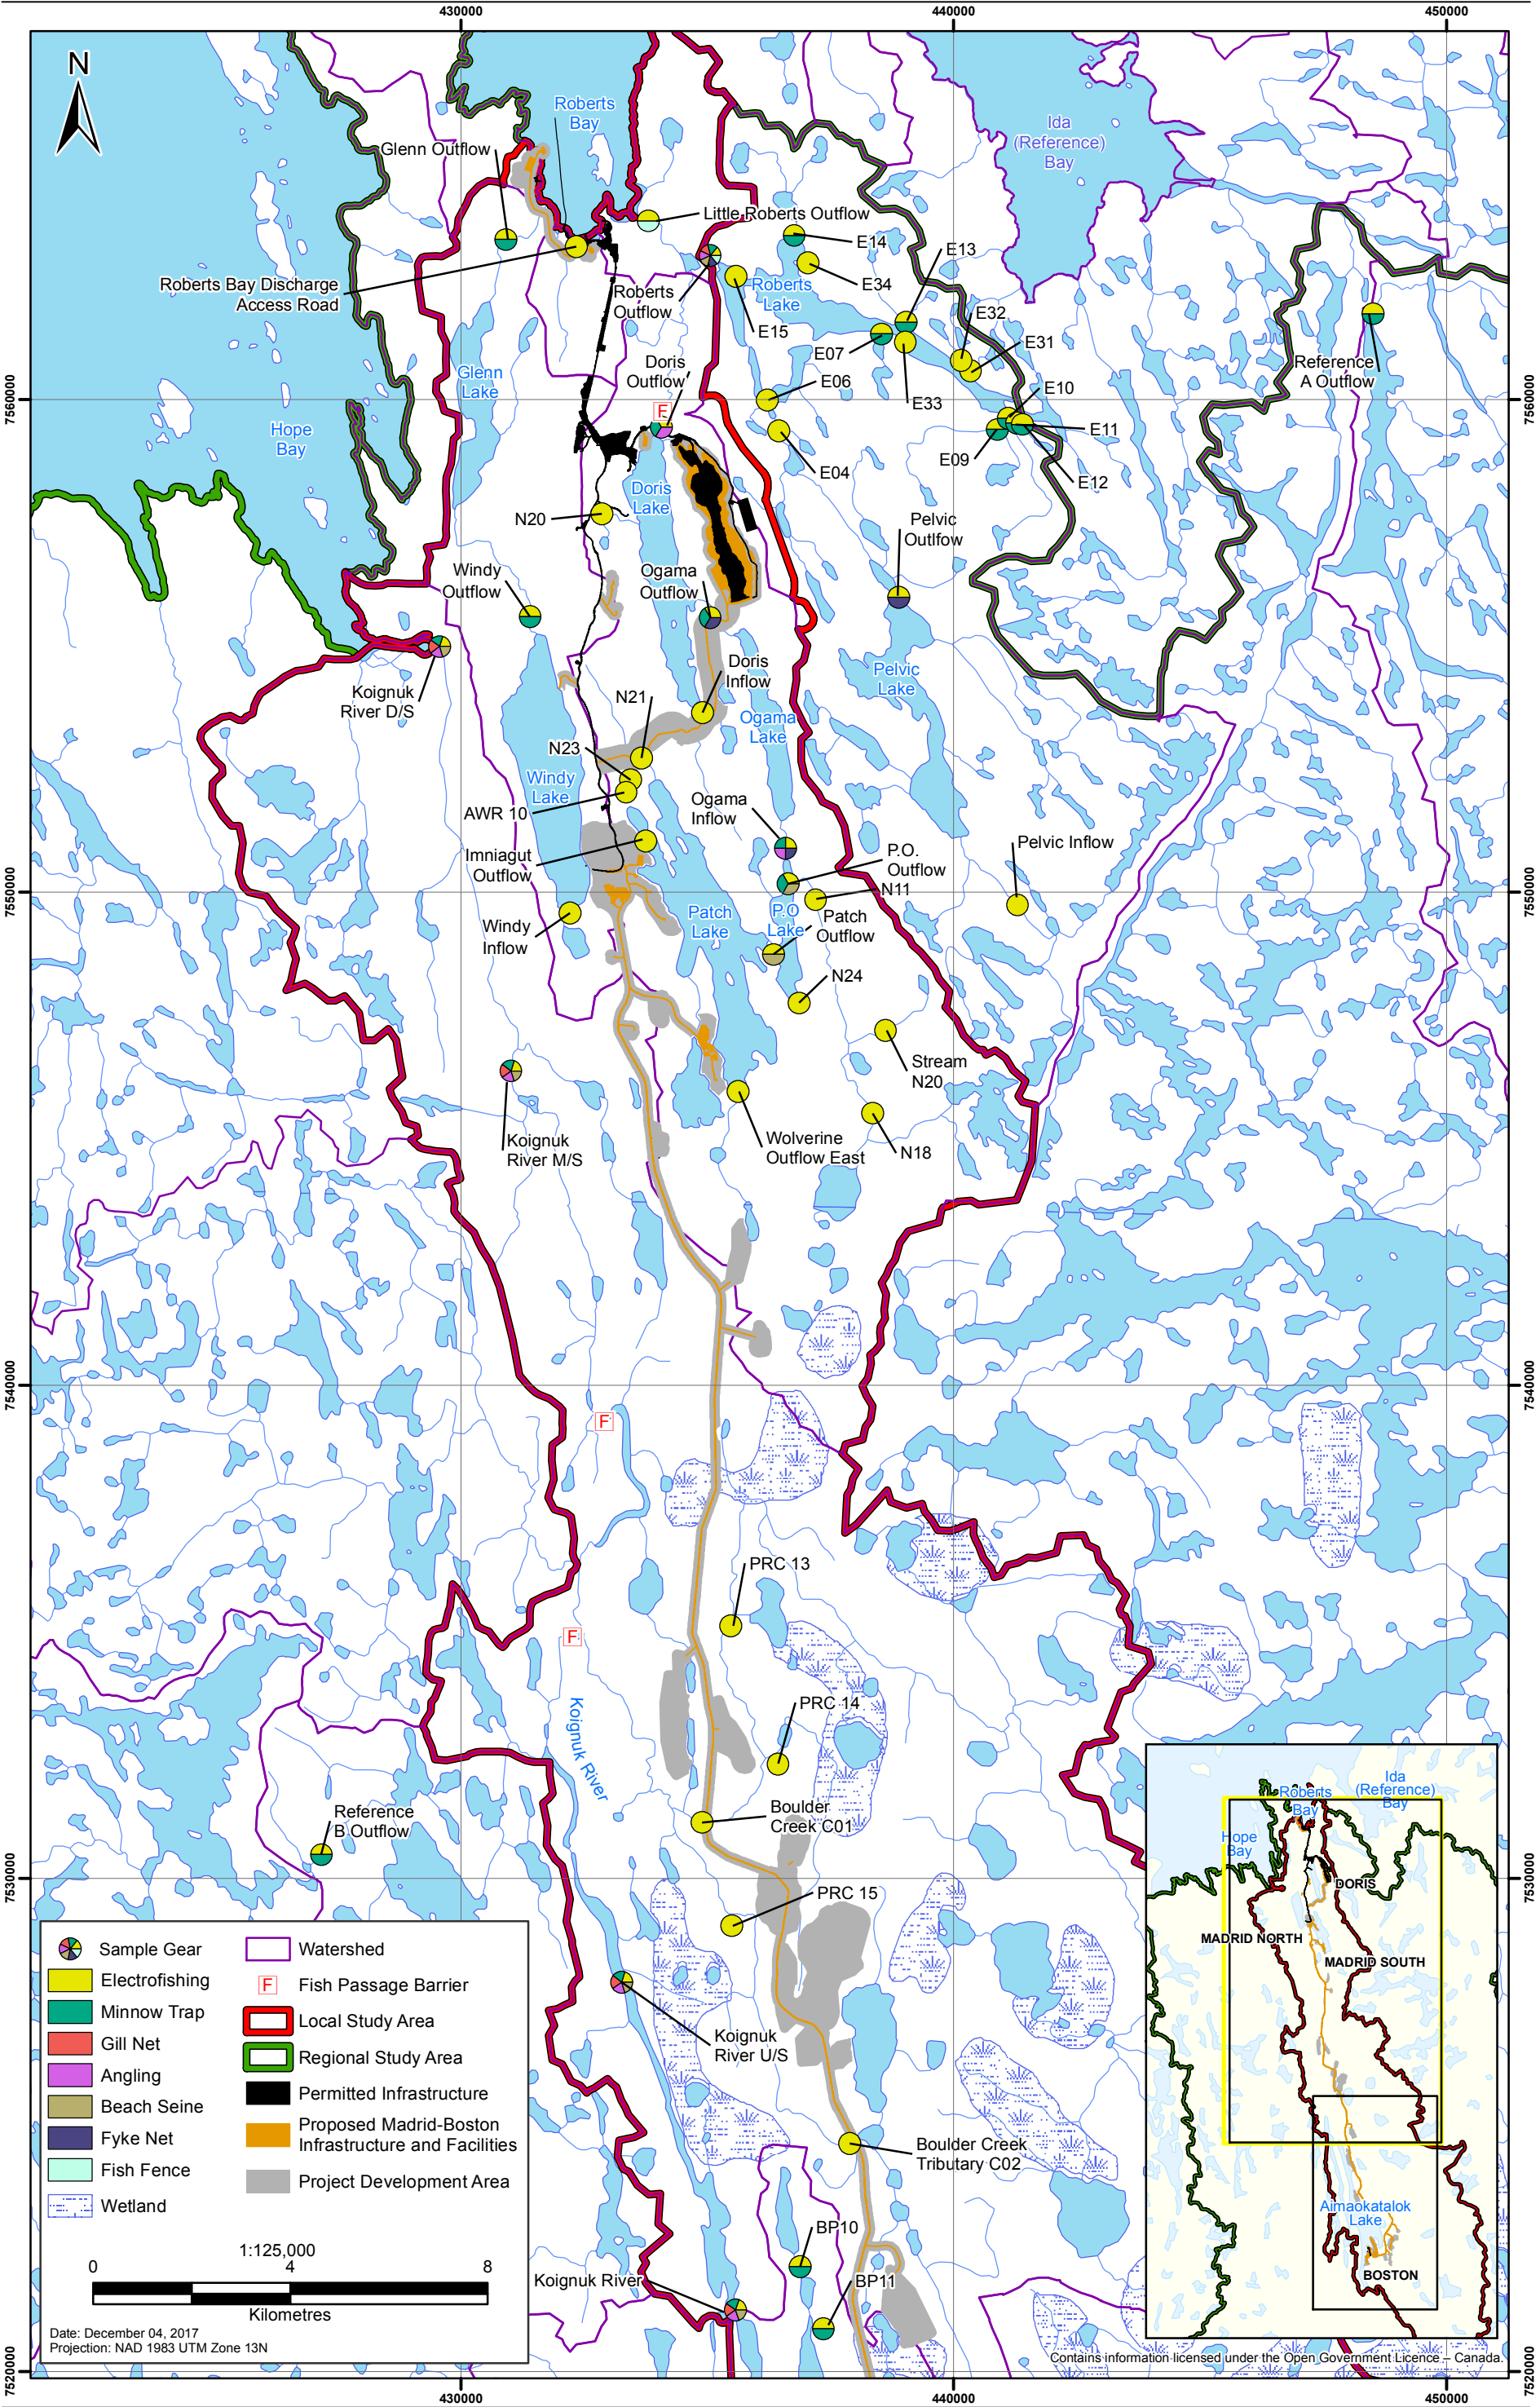 430000
440000
450000
N
Roberts
Bay
Ida
(Reference)
Bay
Glenn Outflow
Little Roberts Outflow
E14
E13
E34
Roberts Bay Discharge
Access Road
Roberts
Outflow
Roberts
Lake
E15
E32
E31
E07
Reference
A Outflow
Doris
Outflow
Glenn
Lake
E06
E33
E10
7560000
7560000
F
Hope
Bay
E11
E09
E04
E12
Doris
Lake
N20
Pelvic
Outlfow
Windy
Outflow
Ogama
Outflow
Koignuk
River D/S
Doris
Inflow
Pelvic
Lake
N21
Ogama
Lake
N23
Windy
Lake
AWR 10
Ogama
Inflow
Imniagut
Outflow
P.O.
Outflow
Pelvic Inflow
N11
7550000
7550000
Windy
Inflow
Patch
Lake
P.O
Lake
Patch
Outflow
N24
Stream
N20
Koignuk
River M/S
Wolverine
Outflow East
N18
7540000
7540000
F
PRC 13
F
Koignuk River
PRC 14
Reference
B Outflow
Boulder
Creek C01
7530000
7530000
PRC 15
Koignuk
River U/S
Boulder Creek
Tributary C02
BP10
Koignuk River
BP11
Sample Gear
Electrofishing
Minnow Trap
Gill Net
Angling
Beach Seine
Fyke Net
Fish Fence
Wetland
Watershed
F
Fish Passage Barrier
Local Study Area
Regional Study Area
Permitted Infrastructure
Proposed Madrid-Boston
Infrastructure and Facilities
Project Development Area
1:125,000
0
4
8
Kilometres
Date: December 04, 2017
Projection: NAD 1983 UTM Zone 13N
Roberts
Bay
Ida
(Reference)
Bay
Hope
Bay
DORIS
MADRID NORTH
MADRID SOUTH
Aimaokatalok
Lake
BOSTON
Contains information licensed under the Open Government Licence – Canada.
7520000
7520000
430000
440000
450000